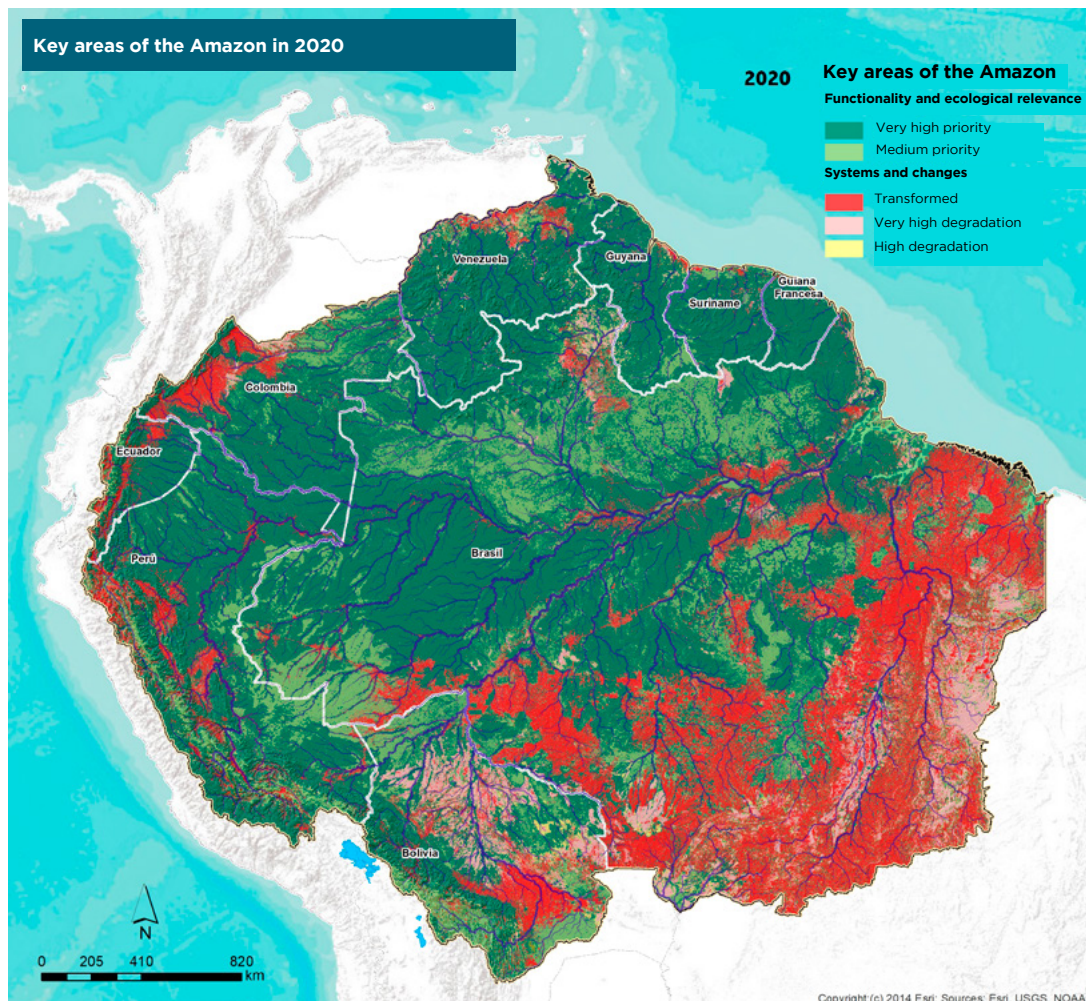 Key areas of the Amazon in 2020
2020
Key areas of the Amazon
Functionality and ecological relevance
Very high priority
Medium priority
Systems and changes
Transformed
Very high degradation
High degradation
Venezuela
Guyana
Guiana
Francesa
Suriname
Colombia
Ecuador
Perú
Brasil
Bolivia
N
0 205 410 820
km
Copyright:(c) 2014 Esri; Sources: Esri, USGS, NOAA